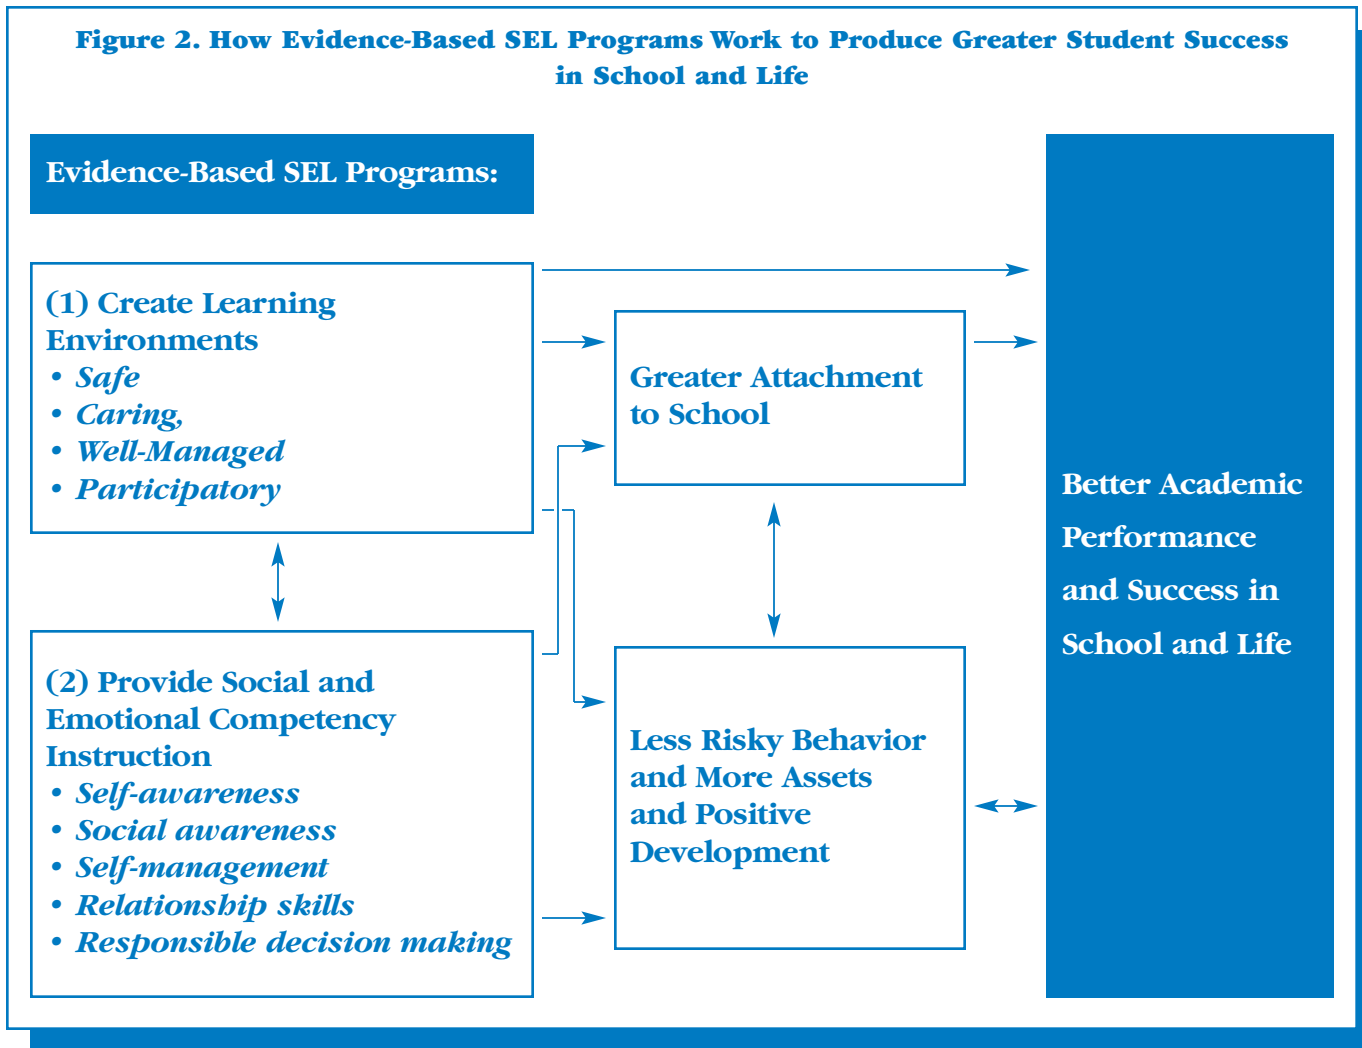 Figure 2. How Evidence-Based SEL Programs Work to Produce Greater Student Success
in School and Life
Evidence-Based SEL Programs:
(1) Create Learning
Environments
• Safe
• Caring,
• Well-Managed
• Participatory
(2) Provide Social and
Emotional Competency
Instruction
• Self-awareness
• Social awareness
• Self-management
• Relationship skills
• Responsible decision making
Greater Attachment
to School
Less Risky Behavior
and More Assets
and Positive
Development
Better Academic
Performance
and Success in
School and Life